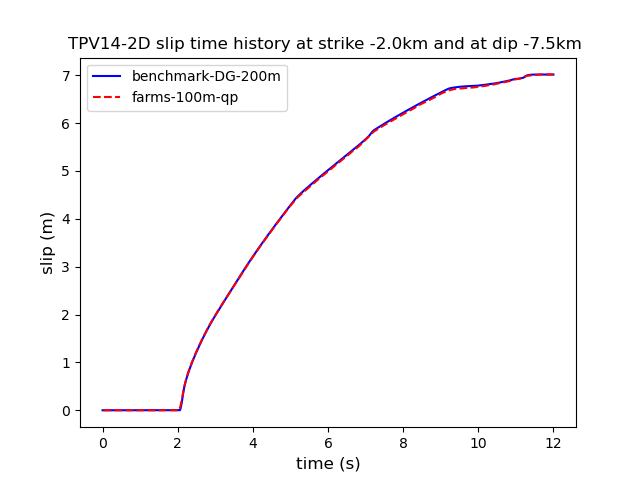 TPV14-2D slip time history at strike -2.0km and at dip -7.5km
benchmark-DG-200m
farms-100m-qp
7
6
5
4
3
2
1
0
slip (m)
0 2 4 6 8 10 12
time (s)